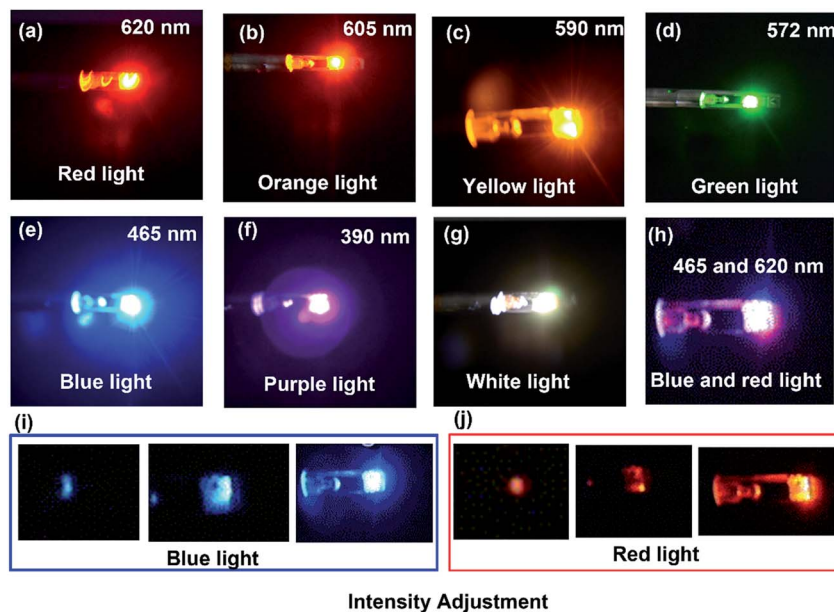 (a)
620 nm
Red light
(b)
605 nm
Orange light
(c)
590 nm
Yellow light
(d)
572 nm
Green light
(e)
465 nm
Blue light
(f)
390 nm
Purple light
(g)
White light
(h)
465 and 620 nm
Blue and red light
(i)
Blue light
(j)
Red light
Intensity Adjustment